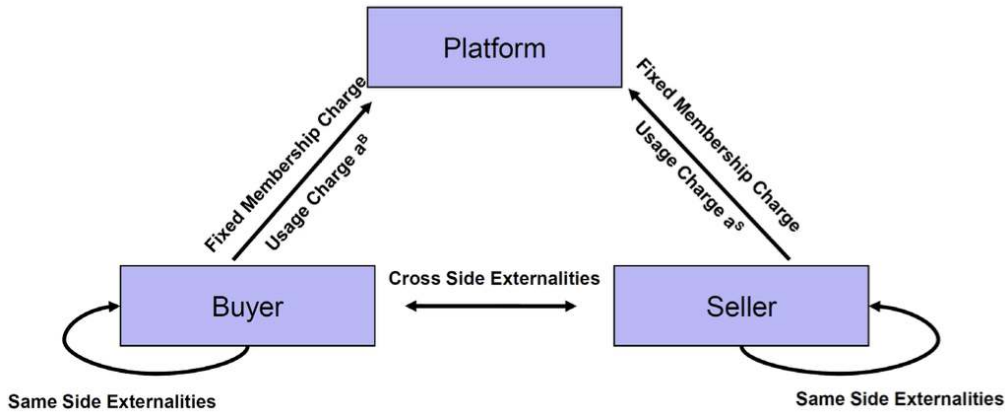 Platform
Fixed Membership Charge
Usage Charge aᴮ
Fixed Membership Charge
Usage Charge aˢ
Buyer
Cross Side Externalities
Seller
Same Side Externalities
Same Side Externalities